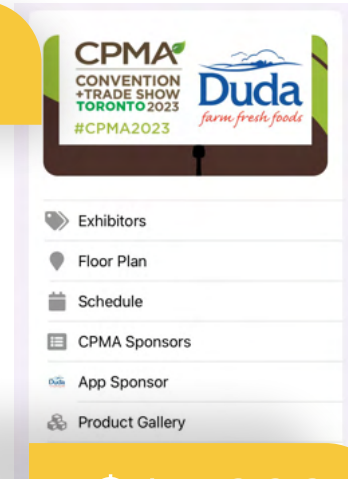 CPMA
CONVENTION
+TRADE SHOW
TORONTO 2023
#CPMA2023
Duda
farm fresh foods
Exhibitors
Floor Plan
Schedule
CPMA Sponsors
Duda
App Sponsor
Product Gallery